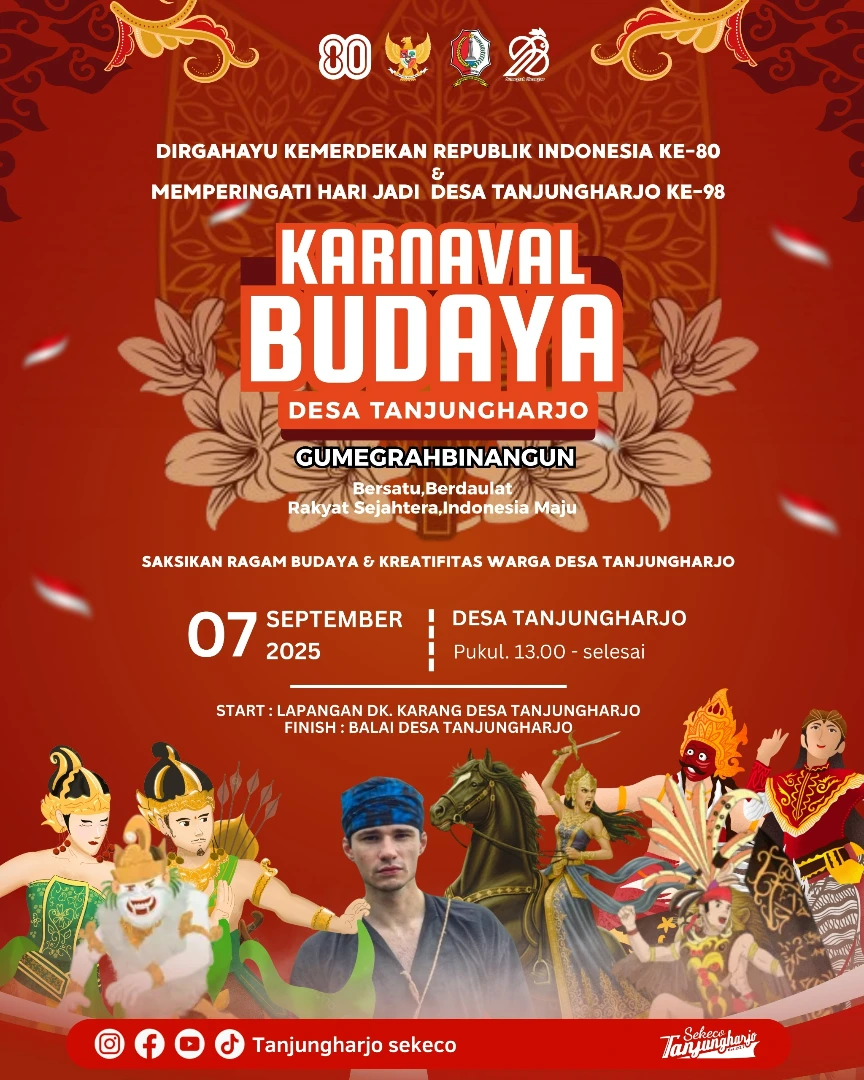 80
98
DIRGAHAYU KEMERDEKAN REPUBLIK INDONESIA KE-80
&
MEMPERINGATI HARI JADI DESA TANJUNGHARJO KE-98
KARNAVAL
BUDAYA
DESA TANJUNGHARJO
GUMEGRAHBINANGUN
Bersatu,Berdaulat
Rakyat Sejahtera,Indonesia Maju
SAKSIKAN RAGAM BUDAYA & KREATIFITAS WARGA DESA TANJUNGHARJO
07 SEPTEMBER
2025
DESA TANJUNGHARJO
Pukul. 13.00 - selesai
START : LAPANGAN DK. KARANG DESA TANJUNGHARJO
FINISH : BALAI DESA TANJUNGHARJO
Tanjungharjo sekeco
Sekeco
Tanjungharjo